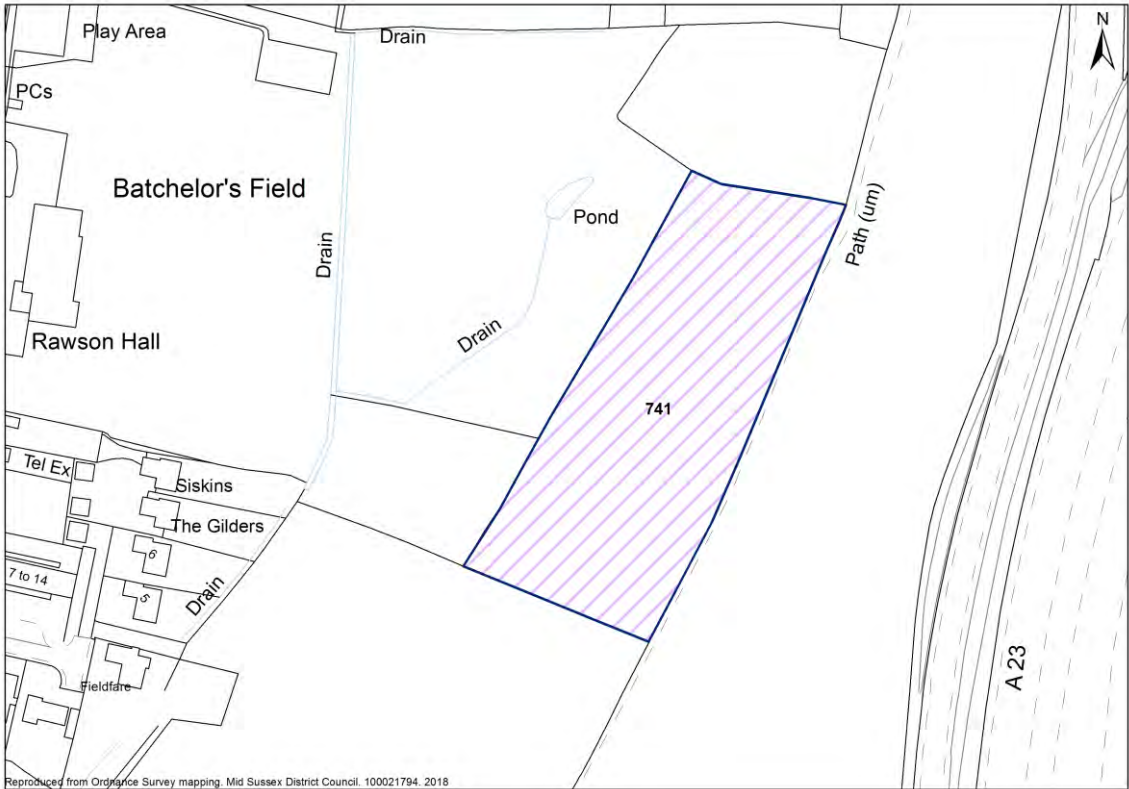 Play Area
Drain
N
PCs
Batchelor's Field
Pond
Path (um)
Drain
Drain
Rawson Hall
741
Tel Ex
Siskins
The Gilders
6
7 to 14
5
Drain
Fieldfare
A 23
Reproduced from Ordnance Survey mapping. Mid Sussex District Council. 100021794. 2018